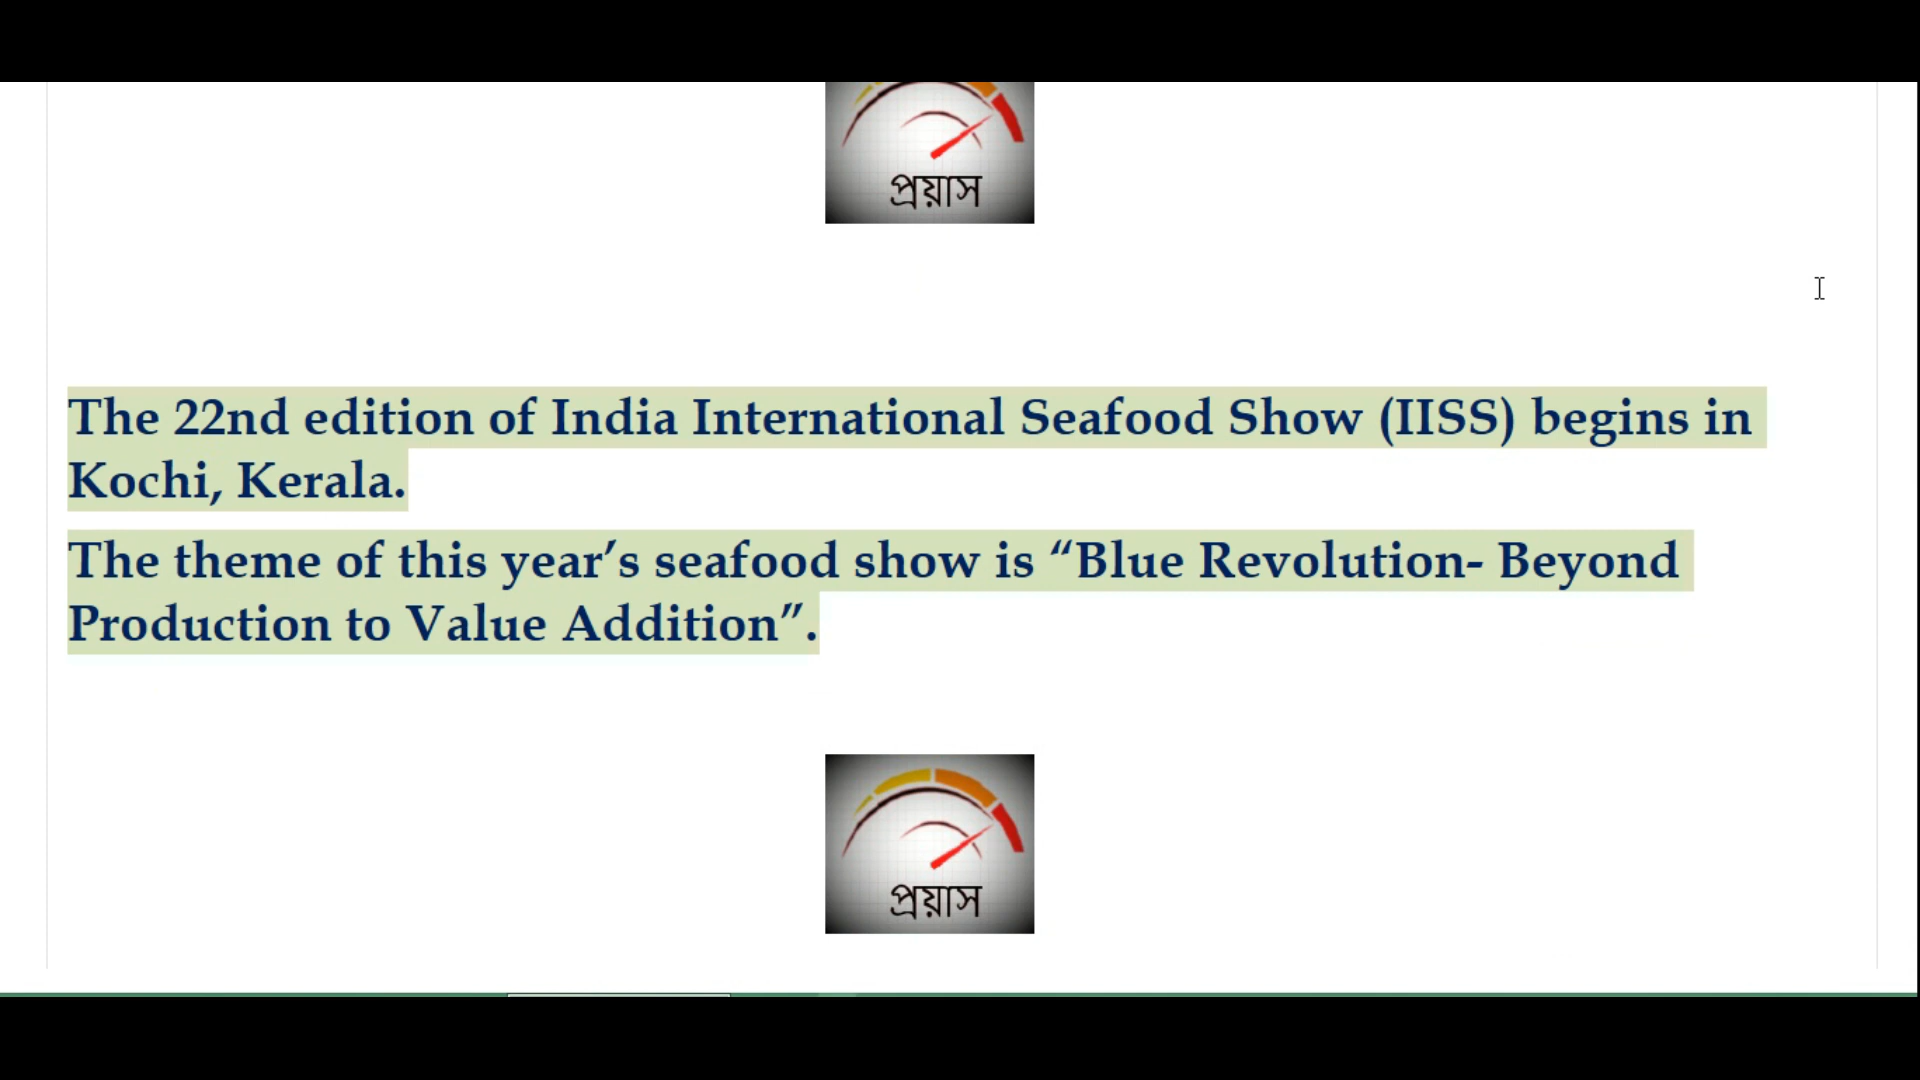 প্রয়াস
The 22nd edition of India International Seafood Show (IISS) begins in
Kochi, Kerala.
The theme of this year’s seafood show is “Blue Revolution- Beyond
Production to Value Addition”.
প্রয়াস